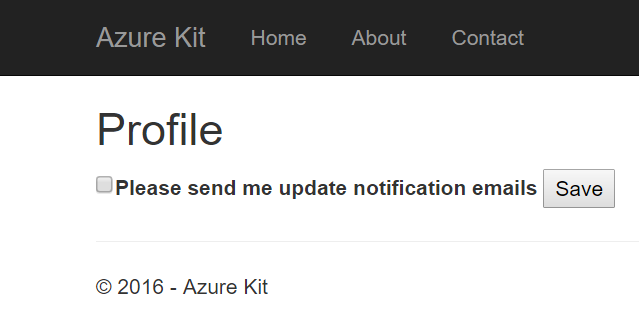 Azure Kit Home About Contact
Profile
Please send me update notification emails Save
© 2016 - Azure Kit